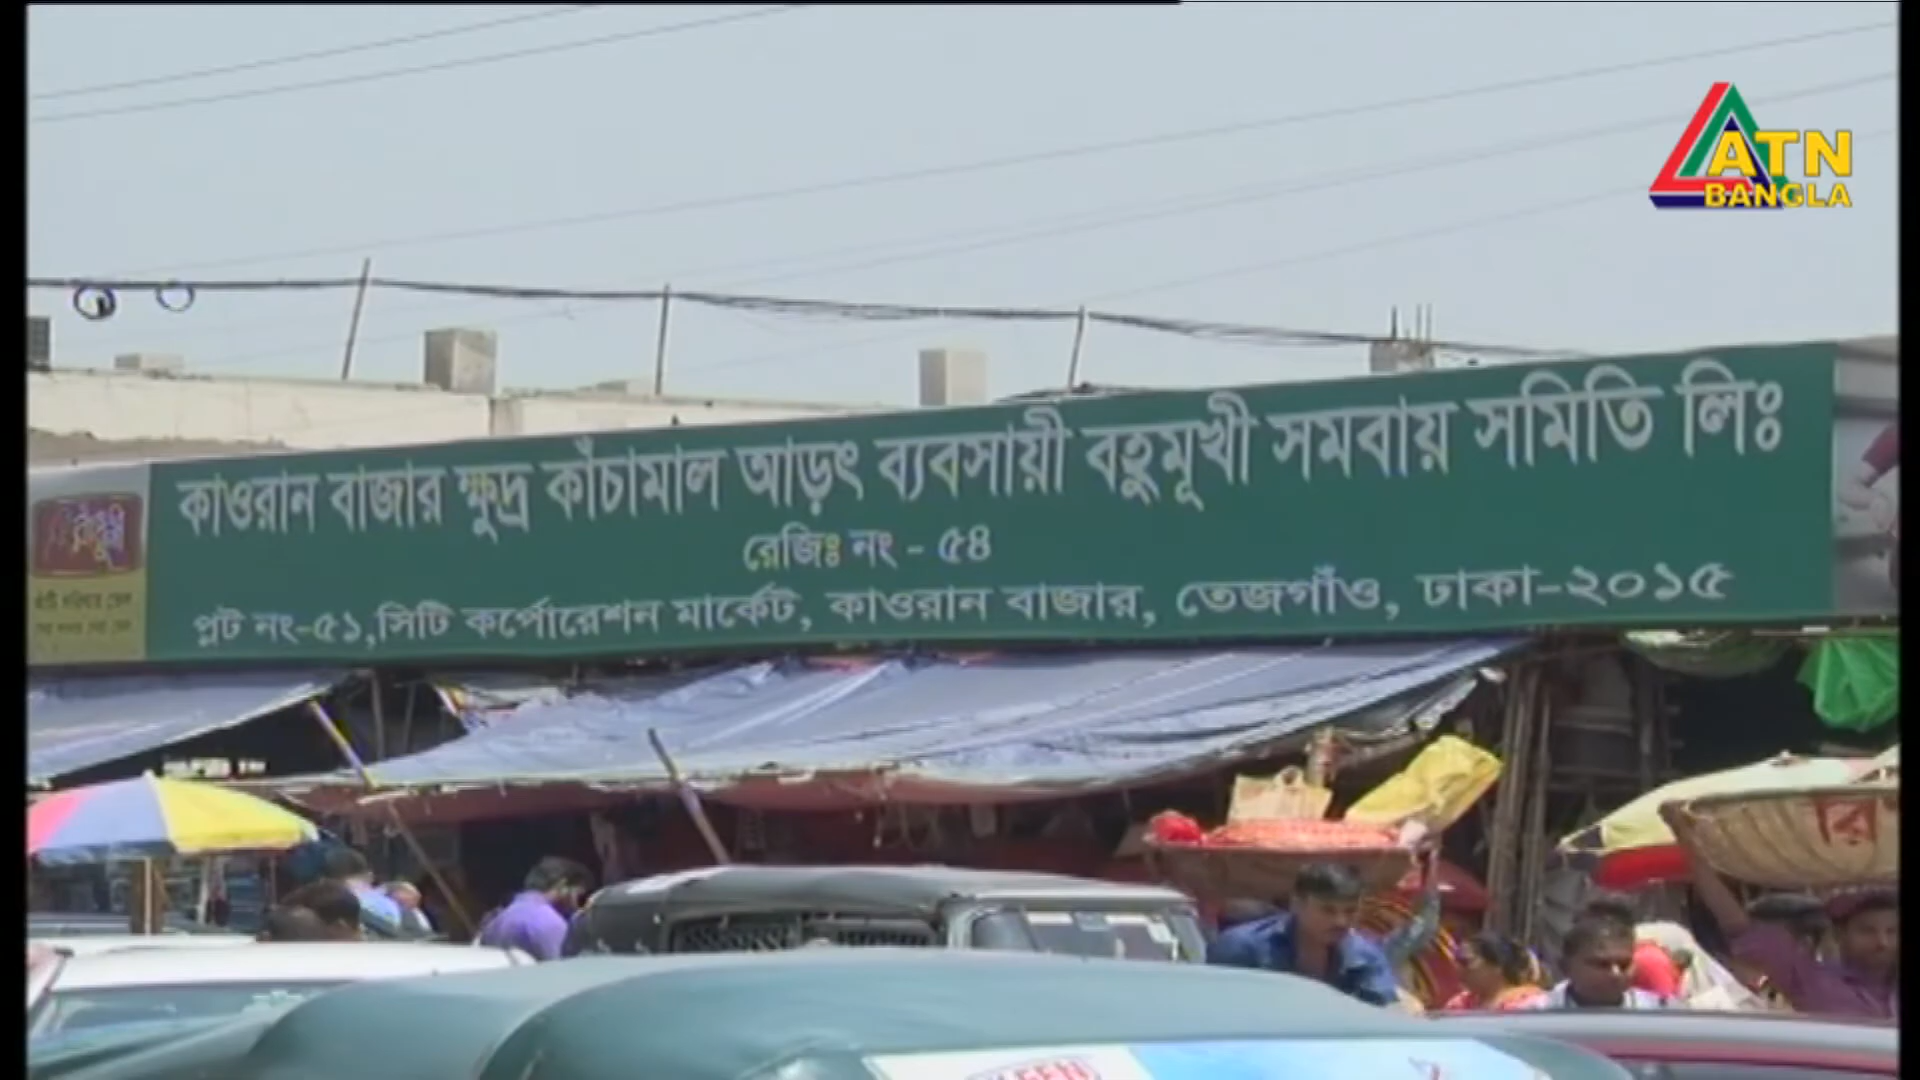 ATN
BANGLA
কাওরান বাজার ক্ষুদ্র কাঁচামাল আড়ৎ ব্যবসায়ী বহুমূখী সমবায় সমিতি লিঃ
রেজিঃ নং - ৫৪
প্লট নং-৫১,সিটি কর্পোরেশন মার্কেট, কাওরান বাজার, তেজগাঁও, ঢাকা-২০১৫
রাঁধুনী
রি